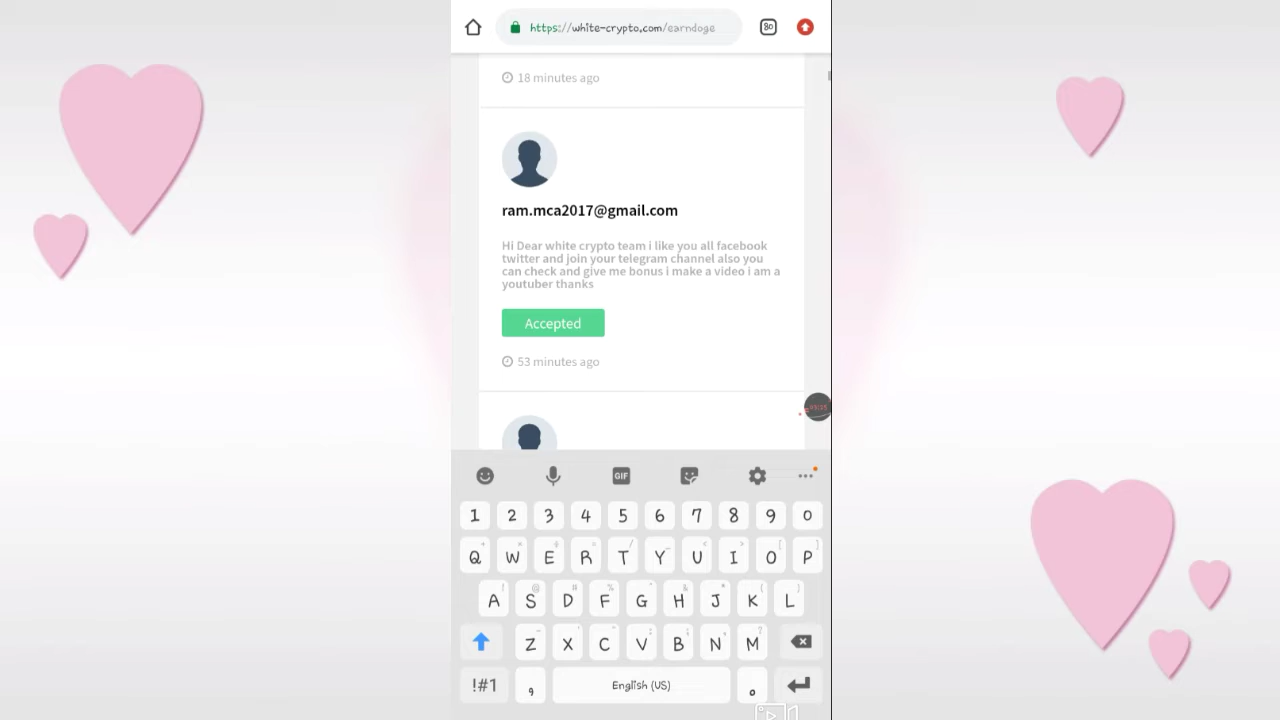 https://white-crypto.com/earndoge
80
18 minutes ago
ram.mca2017@gmail.com
Hi Dear white crypto team i like you all facebook
twitter and join your telegram channel also you
can check and give me bonus i make a video i am a
youtuber thanks
Accepted
53 minutes ago
GIF
1 2 3 4 5 6 7 8 9 0
Q W E R T Y U I O P
A S D F G H J K L
Z X C V B N M
!#1 , English (US) .